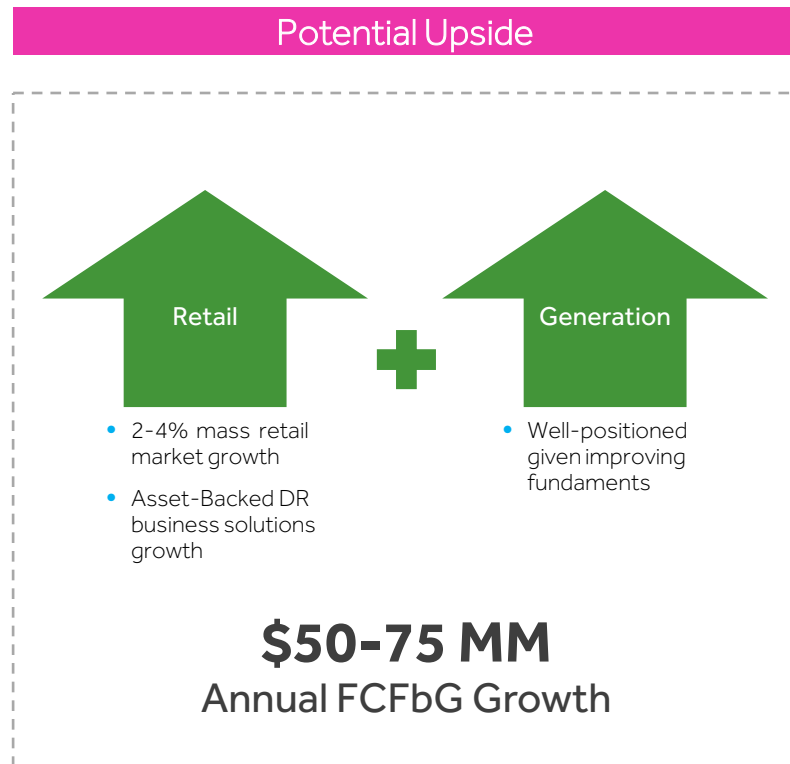 Potential Upside
Retail
Generation
• 2-4% mass retail
market growth
• Asset-Backed DR
business solutions
growth
• Well-positioned
given improving
fundaments
$50-75 MM
Annual FCFbG Growth